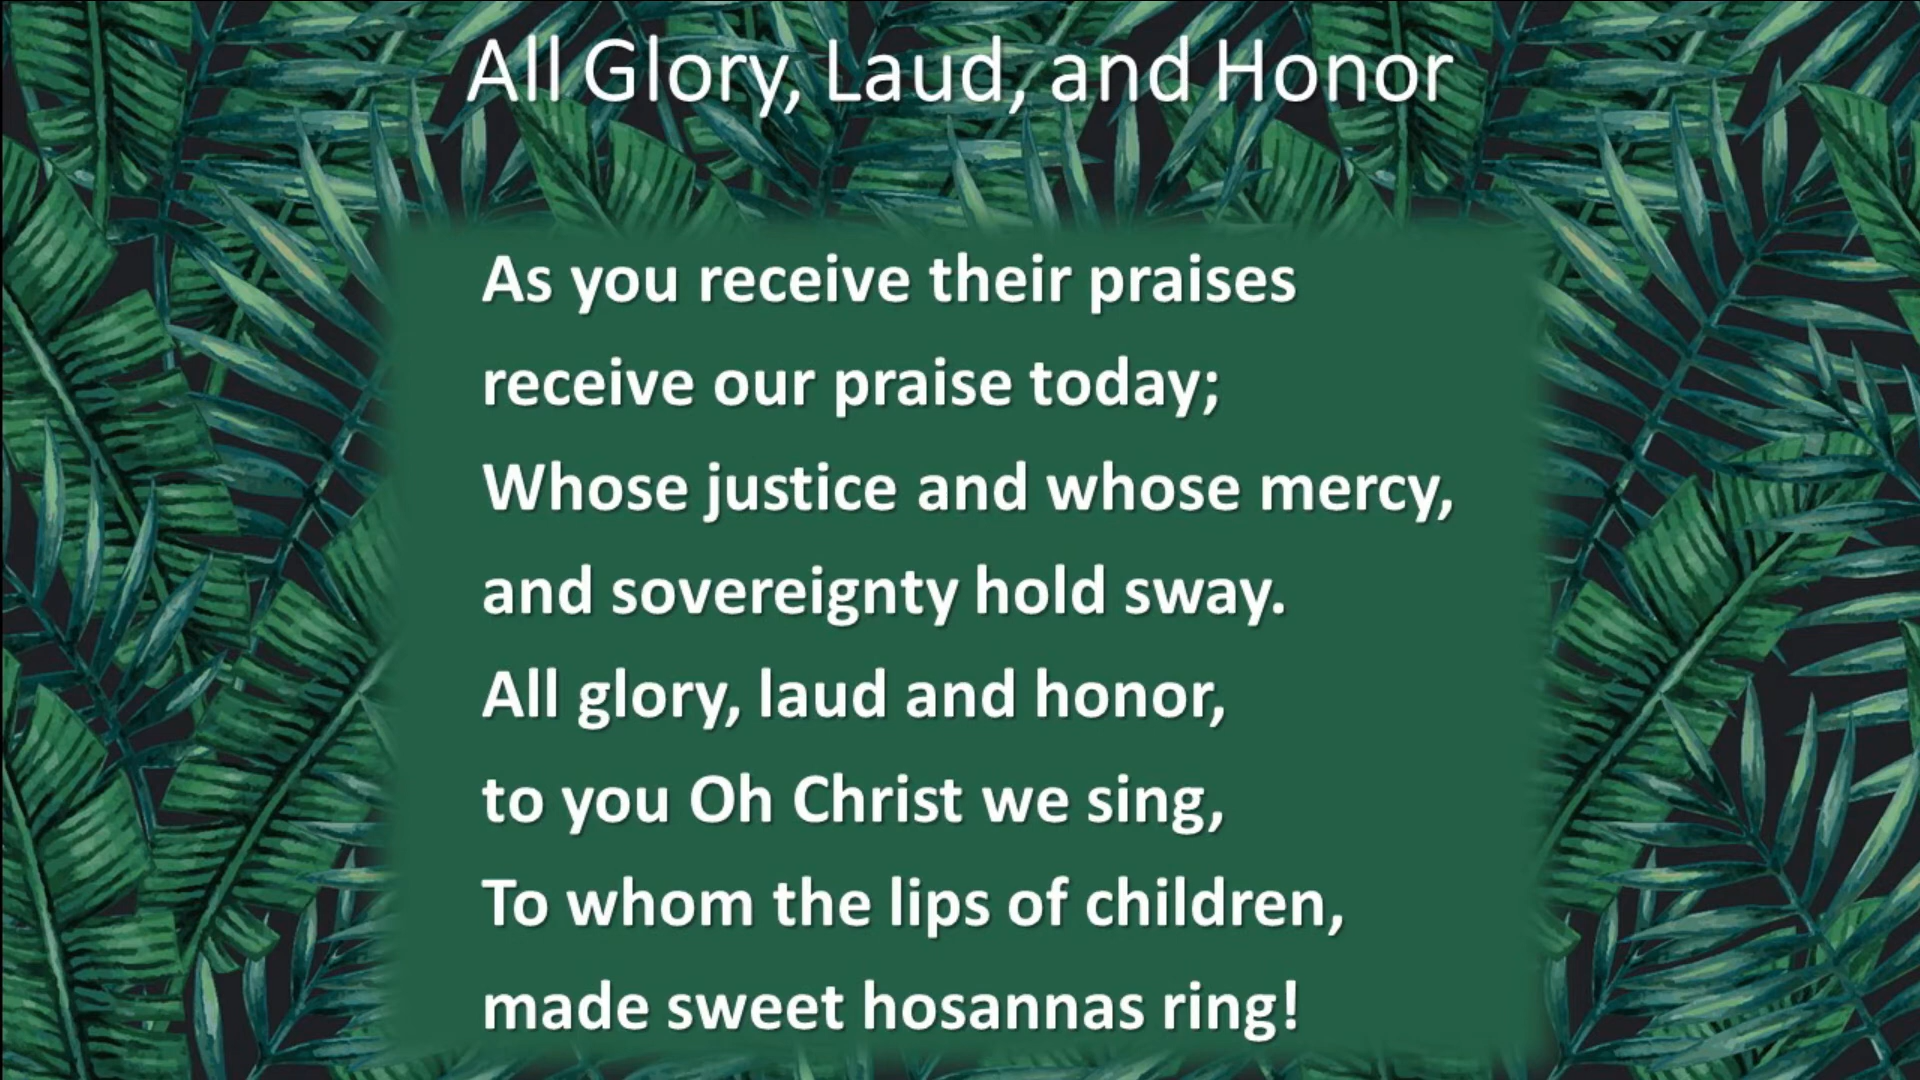 All Glory, Laud, and Honor
As you receive their praises
receive our praise today;
Whose justice and whose mercy,
and sovereignty hold sway.
All glory, laud and honor,
to you Oh Christ we sing,
To whom the lips of children,
made sweet hosannas ring!